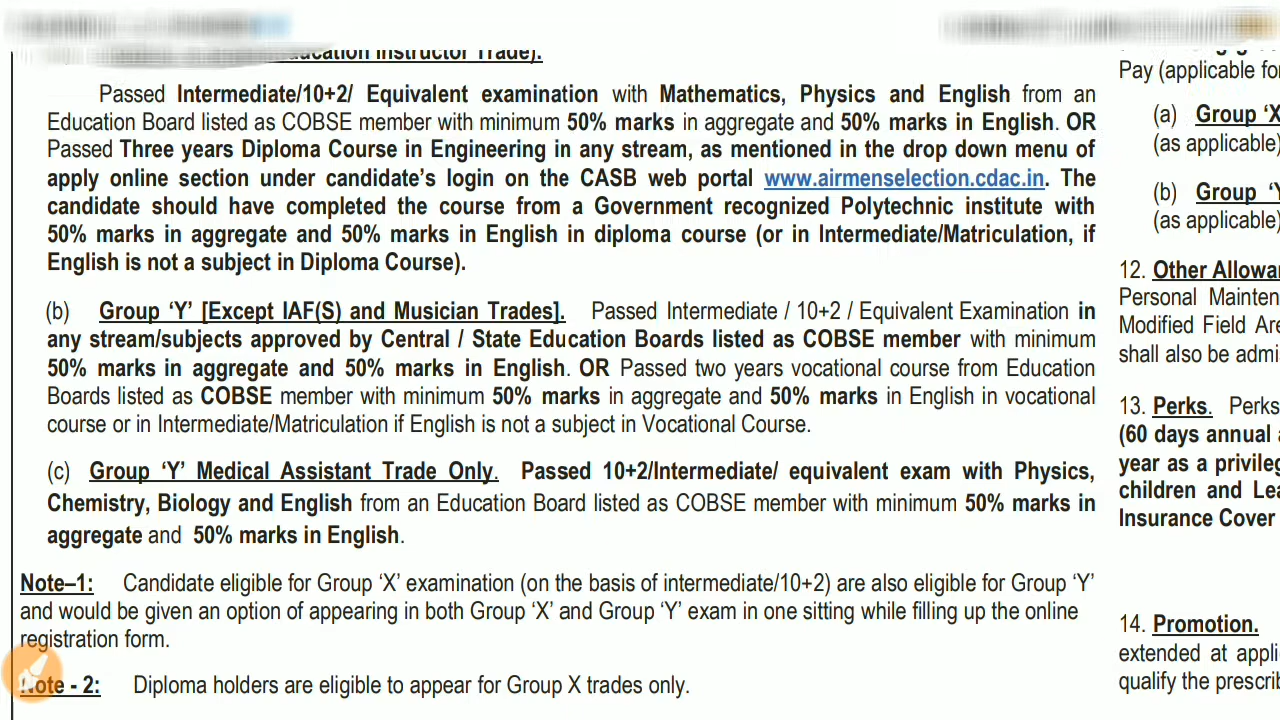 ducation Instructor Trade).
Passed Intermediate/10+2/ Equivalent examination with Mathematics, Physics and English from an
Education Board listed as COBSE member with minimum 50% marks in aggregate and 50% marks in English. OR
Passed Three years Diploma Course in Engineering in any stream, as mentioned in the drop down menu of
apply online section under candidate’s login on the CASB web portal www.airmenselection.cdac.in. The
candidate should have completed the course from a Government recognized Polytechnic institute with
50% marks in aggregate and 50% marks in English in diploma course (or in Intermediate/Matriculation, if
English is not a subject in Diploma Course).
(b) Group ‘Y’ [Except IAF(S) and Musician Trades]. Passed Intermediate / 10+2 / Equivalent Examination in
any stream/subjects approved by Central / State Education Boards listed as COBSE member with minimum
50% marks in aggregate and 50% marks in English. OR Passed two years vocational course from Education
Boards listed as COBSE member with minimum 50% marks in aggregate and 50% marks in English in vocational
course or in Intermediate/Matriculation if English is not a subject in Vocational Course.
(c) Group ‘Y’ Medical Assistant Trade Only. Passed 10+2/Intermediate/ equivalent exam with Physics,
Chemistry, Biology and English from an Education Board listed as COBSE member with minimum 50% marks in
aggregate and 50% marks in English.
Note–1: Candidate eligible for Group ‘X’ examination (on the basis of intermediate/10+2) are also eligible for Group ‘Y’
and would be given an option of appearing in both Group ‘X’ and Group ‘Y’ exam in one sitting while filling up the online
registration form.
Note - 2: Diploma holders are eligible to appear for Group X trades only.
Pay (applicable for
(a) Group ‘X
(as applicable)
(b) Group ‘Y
(as applicable)
12. Other Allowa
Personal Mainten
Modified Field Are
shall also be admi
13. Perks. Perks
(60 days annual a
year as a privileg
children and Lea
Insurance Cover
14. Promotion.
extended at appli
qualify the prescrib